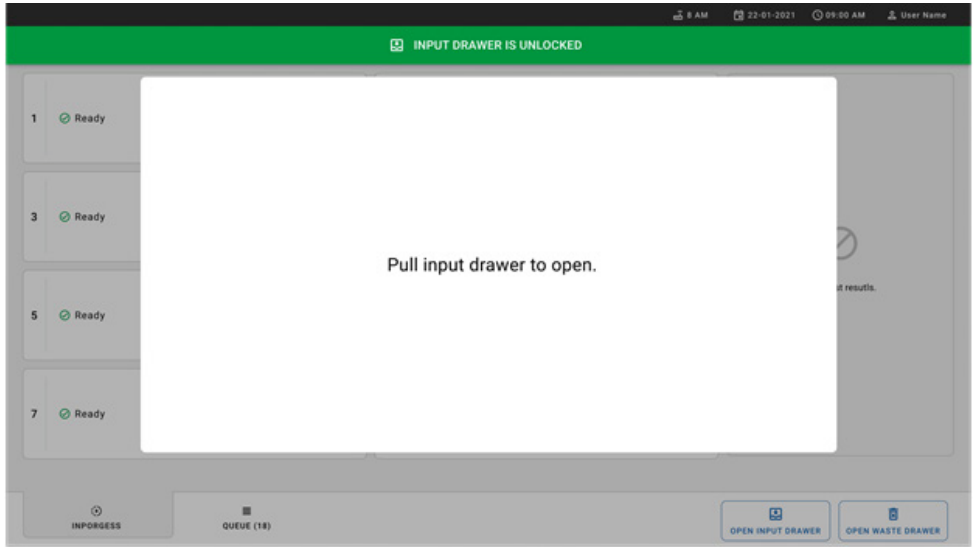 8 AM 22-01-2021 09:00 AM User Name
INPUT DRAWER IS UNLOCKED
1 Ready
3 Ready
Pull input drawer to open.
t resutls.
5 Ready
7 Ready
INPORGESS
QUEUE (18)
OPEN INPUT DRAWER
OPEN WASTE DRAWER